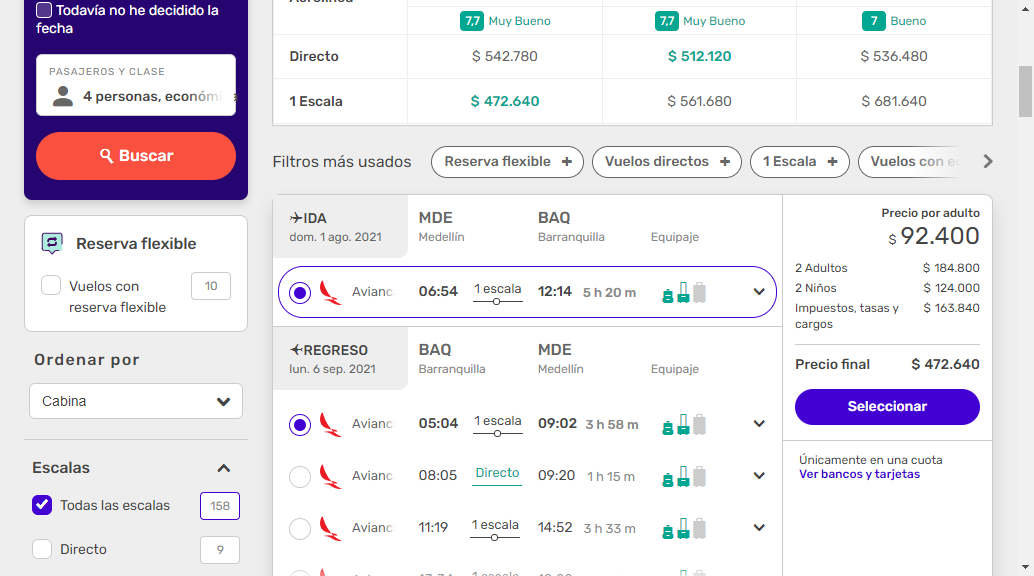 Todavía no he decidido la
fecha
PASAJEROS Y CLASE
4 personas, económi
Buscar
Reserva flexible
Vuelos con
reserva flexible
10
Ordenar por
Cabina
Escalas
Todas las escalas
158
Directo
9
7,7 Muy Bueno
7,7 Muy Bueno
7 Bueno
Directo
$ 542.780
$ 512.120
$ 536.480
1 Escala
$ 472.640
$ 561.680
$ 681.640
Filtros más usados
Reserva flexible +
Vuelos directos +
1 Escala +
Vuelos con
IDA
dom. 1 ago. 2021
MDE
Medellín
BAQ
Barranquilla
Equipaje
Avianc
06:54
1 escala
12:14
5 h 20 m
REGRESO
lun. 6 sep. 2021
BAQ
Barranquilla
MDE
Medellín
Equipaje
Avianc
05:04
1 escala
09:02
3 h 58 m
Avianc
08:05
Directo
09:20
1 h 15 m
Avianc
11:19
1 escala
14:52
3 h 33 m
Precio por adulto
$ 92.400
2 Adultos $ 184.800
2 Niños $ 124.000
Impuestos, tasas y $ 163.840
cargos
Precio final $ 472.640
Seleccionar
Únicamente en una cuota
Ver bancos y tarjetas